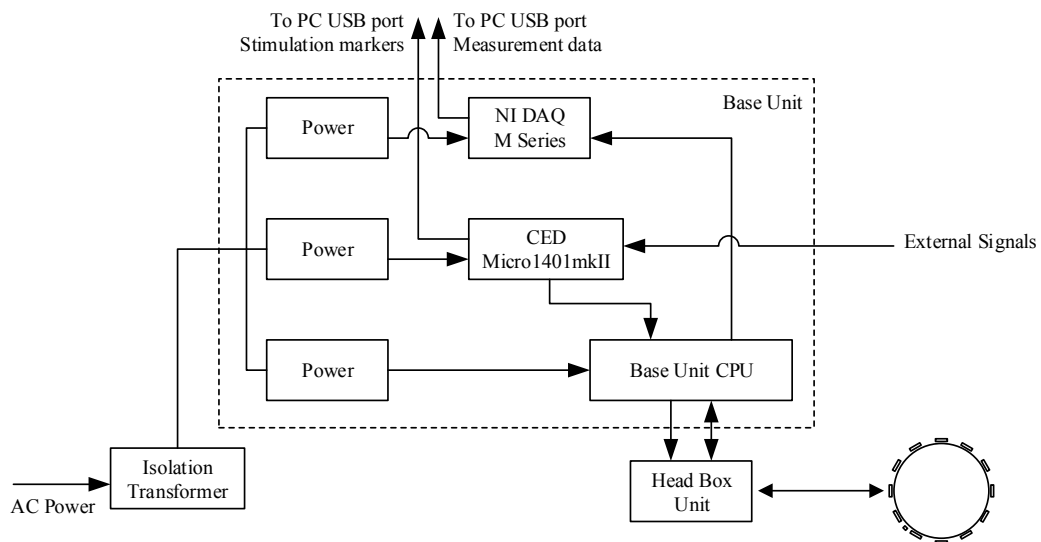 To PC USB port
Stimulation markers
To PC USB port
Measurement data
Base Unit
Power
NI DAQ
M Series
Power
CED
Micro1401mkII
External Signals
Power
Base Unit CPU
Isolation
Transformer
AC Power
Head Box
Unit